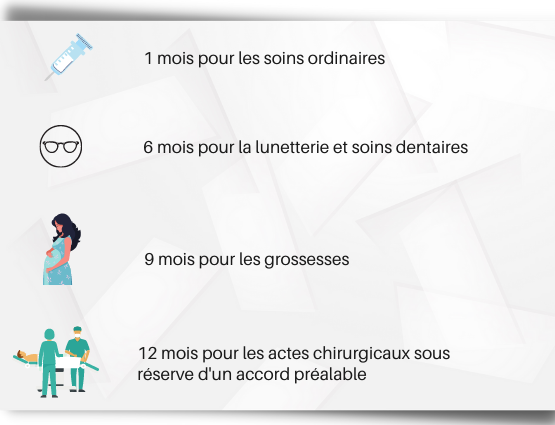 1 mois pour les soins ordinaires
6 mois pour la lunetterie et soins dentaires
9 mois pour les grossesses
12 mois pour les actes chirurgicaux sous
réserve d'un accord préalable